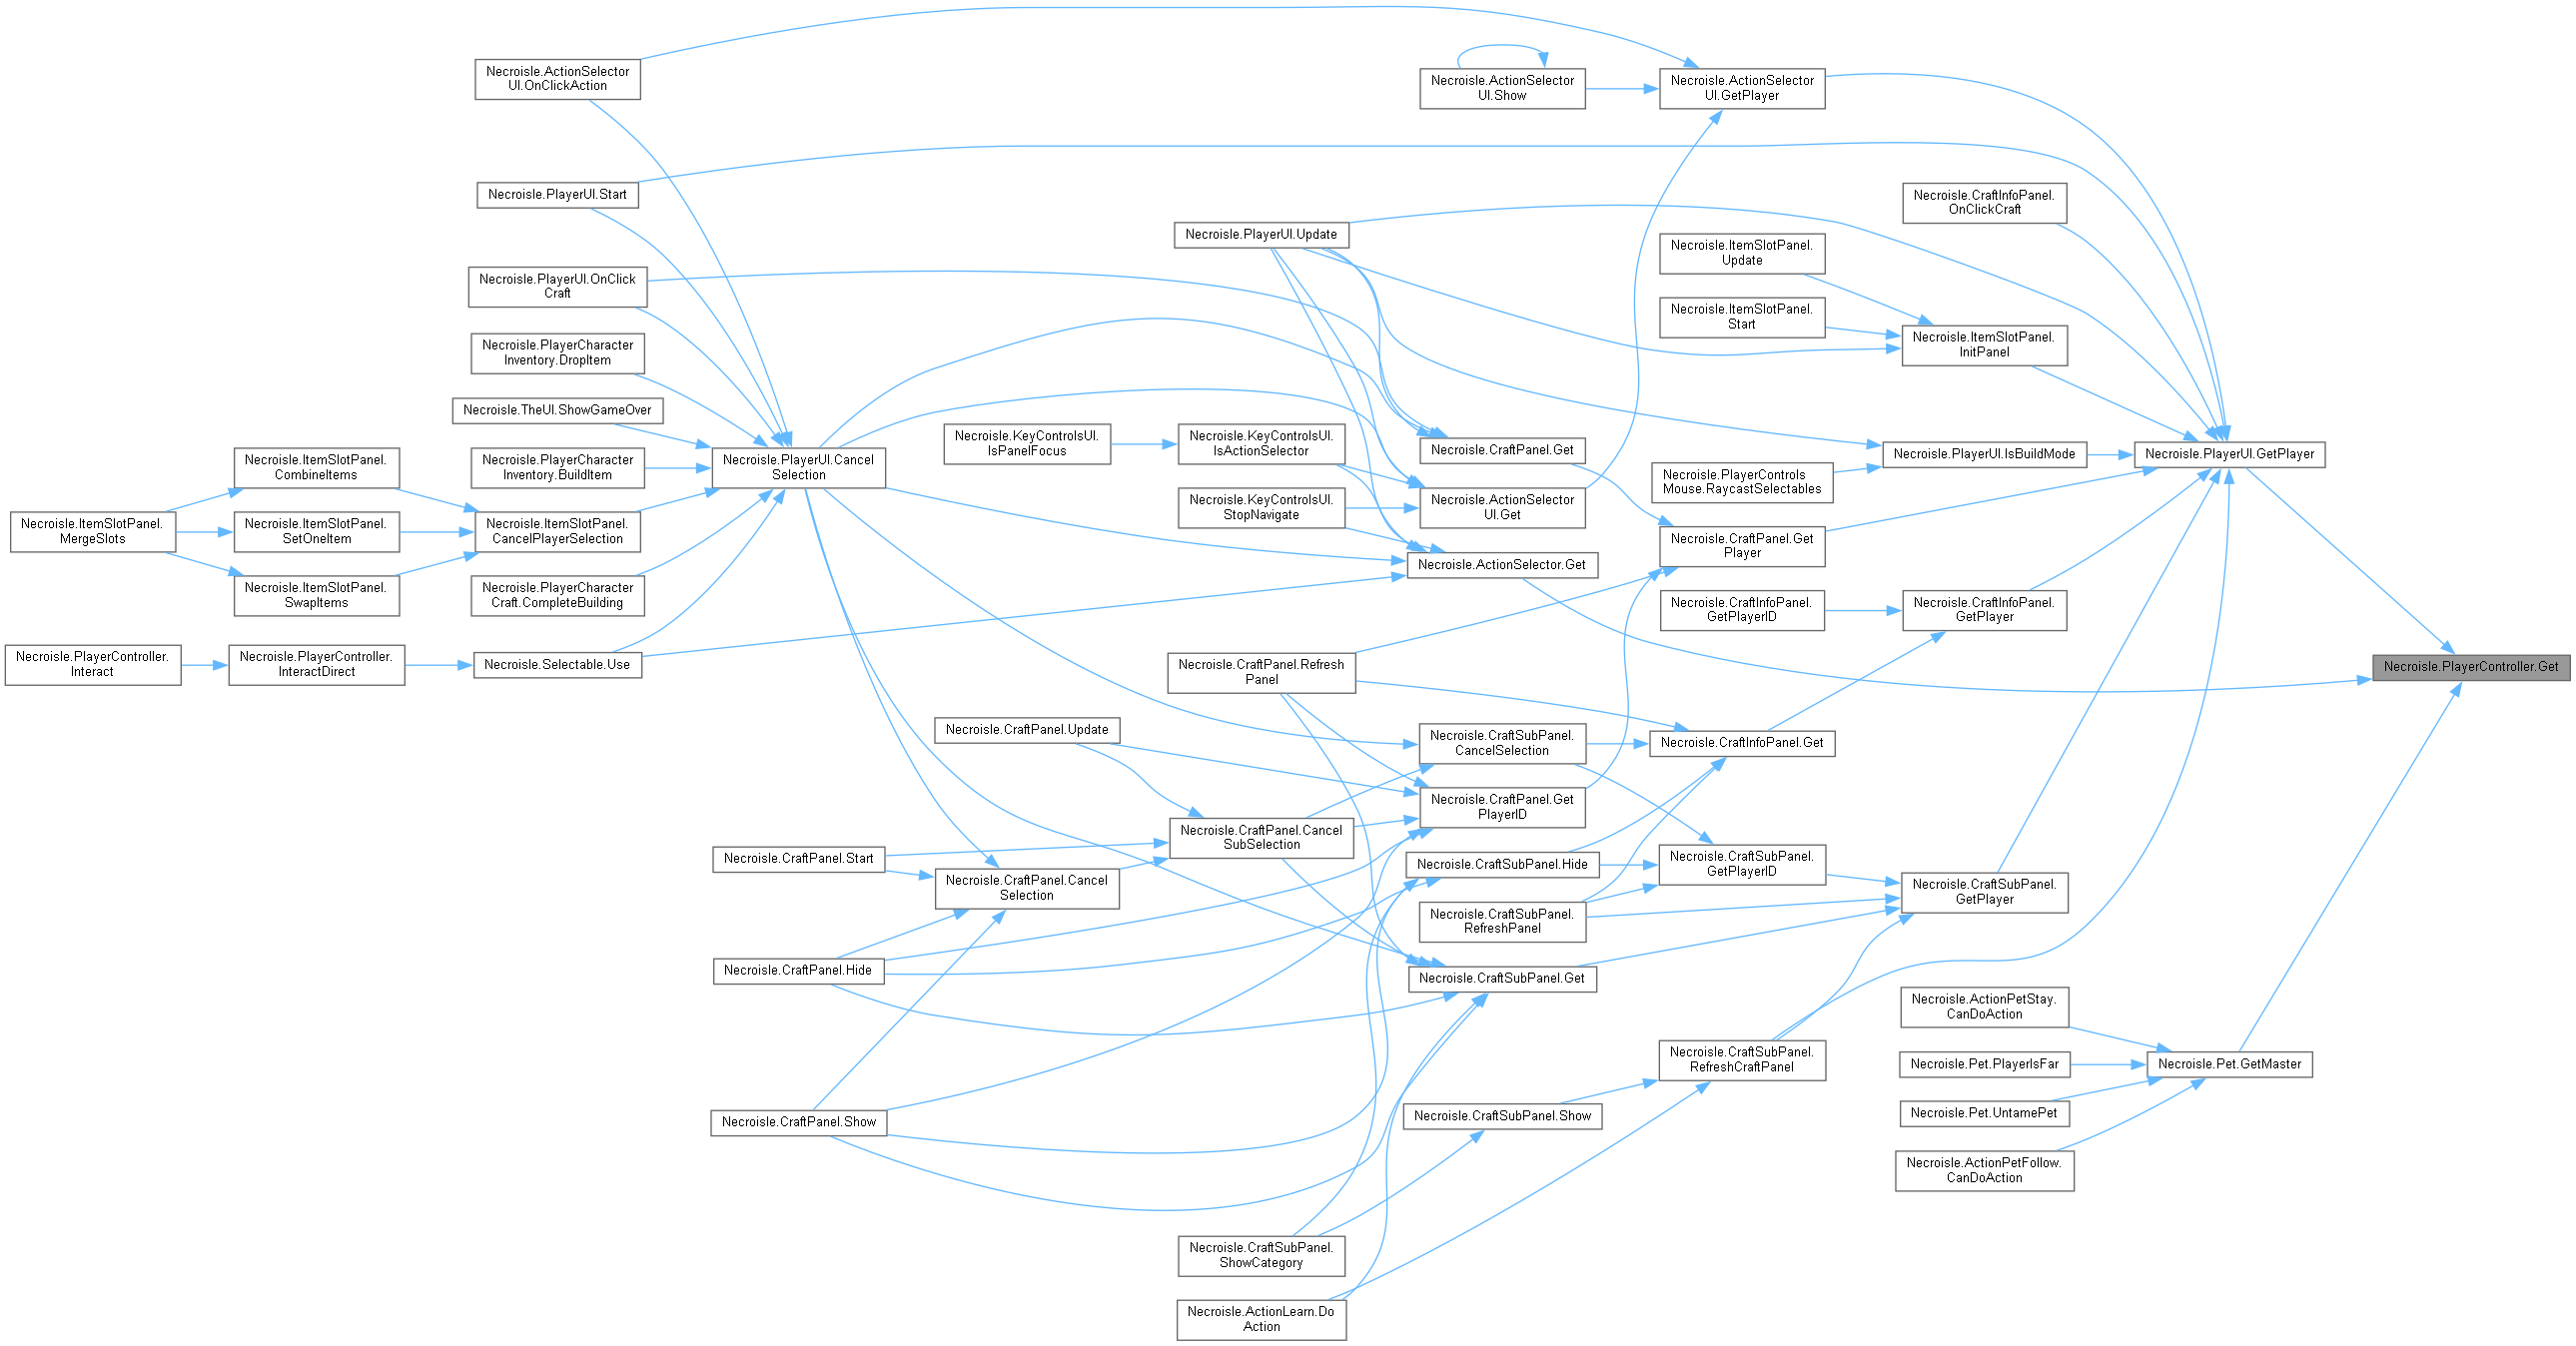 Necroisle.ActionSelector
UI.OnClickAction
Necroisle.PlayerUI.Start
Necroisle.PlayerUI.OnClick
Craft
Necroisle.PlayerCharacter
Inventory.DropItem
Necroisle.TheUI.ShowGameOver
Necroisle.PlayerCharacter
Inventory.BuildItem
Necroisle.ItemSlotPanel.
CombineItems
Necroisle.ItemSlotPanel.
MergeSlots
Necroisle.ItemSlotPanel.
SetOneItem
Necroisle.ItemSlotPanel.
CancelPlayerSelection
Necroisle.ItemSlotPanel.
SwapItems
Necroisle.PlayerCharacter
Craft.CompleteBuilding
Necroisle.PlayerController.
Interact
Necroisle.PlayerController.
InteractDirect
Necroisle.Selectable.Use
Necroisle.PlayerUI.Cancel
Selection
Necroisle.CraftPanel.Update
Necroisle.CraftPanel.Start
Necroisle.CraftPanel.Cancel
Selection
Necroisle.CraftPanel.Hide
Necroisle.CraftPanel.Show
Necroisle.KeyControlsUI.
IsPanelFocus
Necroisle.PlayerUI.Update
Necroisle.KeyControlsUI.
IsActionSelector
Necroisle.KeyControlsUI.
StopNavigate
Necroisle.CraftPanel.Refresh
Panel
Necroisle.CraftPanel.Cancel
SubSelection
Necroisle.CraftSubPanel.
ShowCategory
Necroisle.ActionLearn.Do
Action
Necroisle.ActionSelector
UI.Show
Necroisle.CraftPanel.Get
Necroisle.ActionSelector
UI.Get
Necroisle.ActionSelector.Get
Necroisle.CraftSubPanel.
CancelSelection
Necroisle.CraftPanel.Get
PlayerID
Necroisle.CraftSubPanel.Hide
Necroisle.CraftSubPanel.
RefreshPanel
Necroisle.CraftSubPanel.Get
Necroisle.CraftSubPanel.Show
Necroisle.ActionSelector
UI.GetPlayer
Necroisle.ItemSlotPanel.
Update
Necroisle.ItemSlotPanel.
Start
Necroisle.PlayerControls
Mouse.RaycastSelectables
Necroisle.CraftPanel.Get
Player
Necroisle.CraftInfoPanel.
GetPlayerID
Necroisle.CraftInfoPanel.Get
Necroisle.CraftSubPanel.
GetPlayerID
Necroisle.CraftSubPanel.
RefreshCraftPanel
Necroisle.CraftInfoPanel.
OnClickCraft
Necroisle.ItemSlotPanel.
InitPanel
Necroisle.PlayerUI.IsBuildMode
Necroisle.CraftInfoPanel.
GetPlayer
Necroisle.CraftSubPanel.
GetPlayer
Necroisle.ActionPetStay.
CanDoAction
Necroisle.Pet.PlayerIsFar
Necroisle.Pet.UntamePet
Necroisle.ActionPetFollow.
CanDoAction
Necroisle.PlayerUI.GetPlayer
Necroisle.Pet.GetMaster
Necroisle.PlayerController.Get